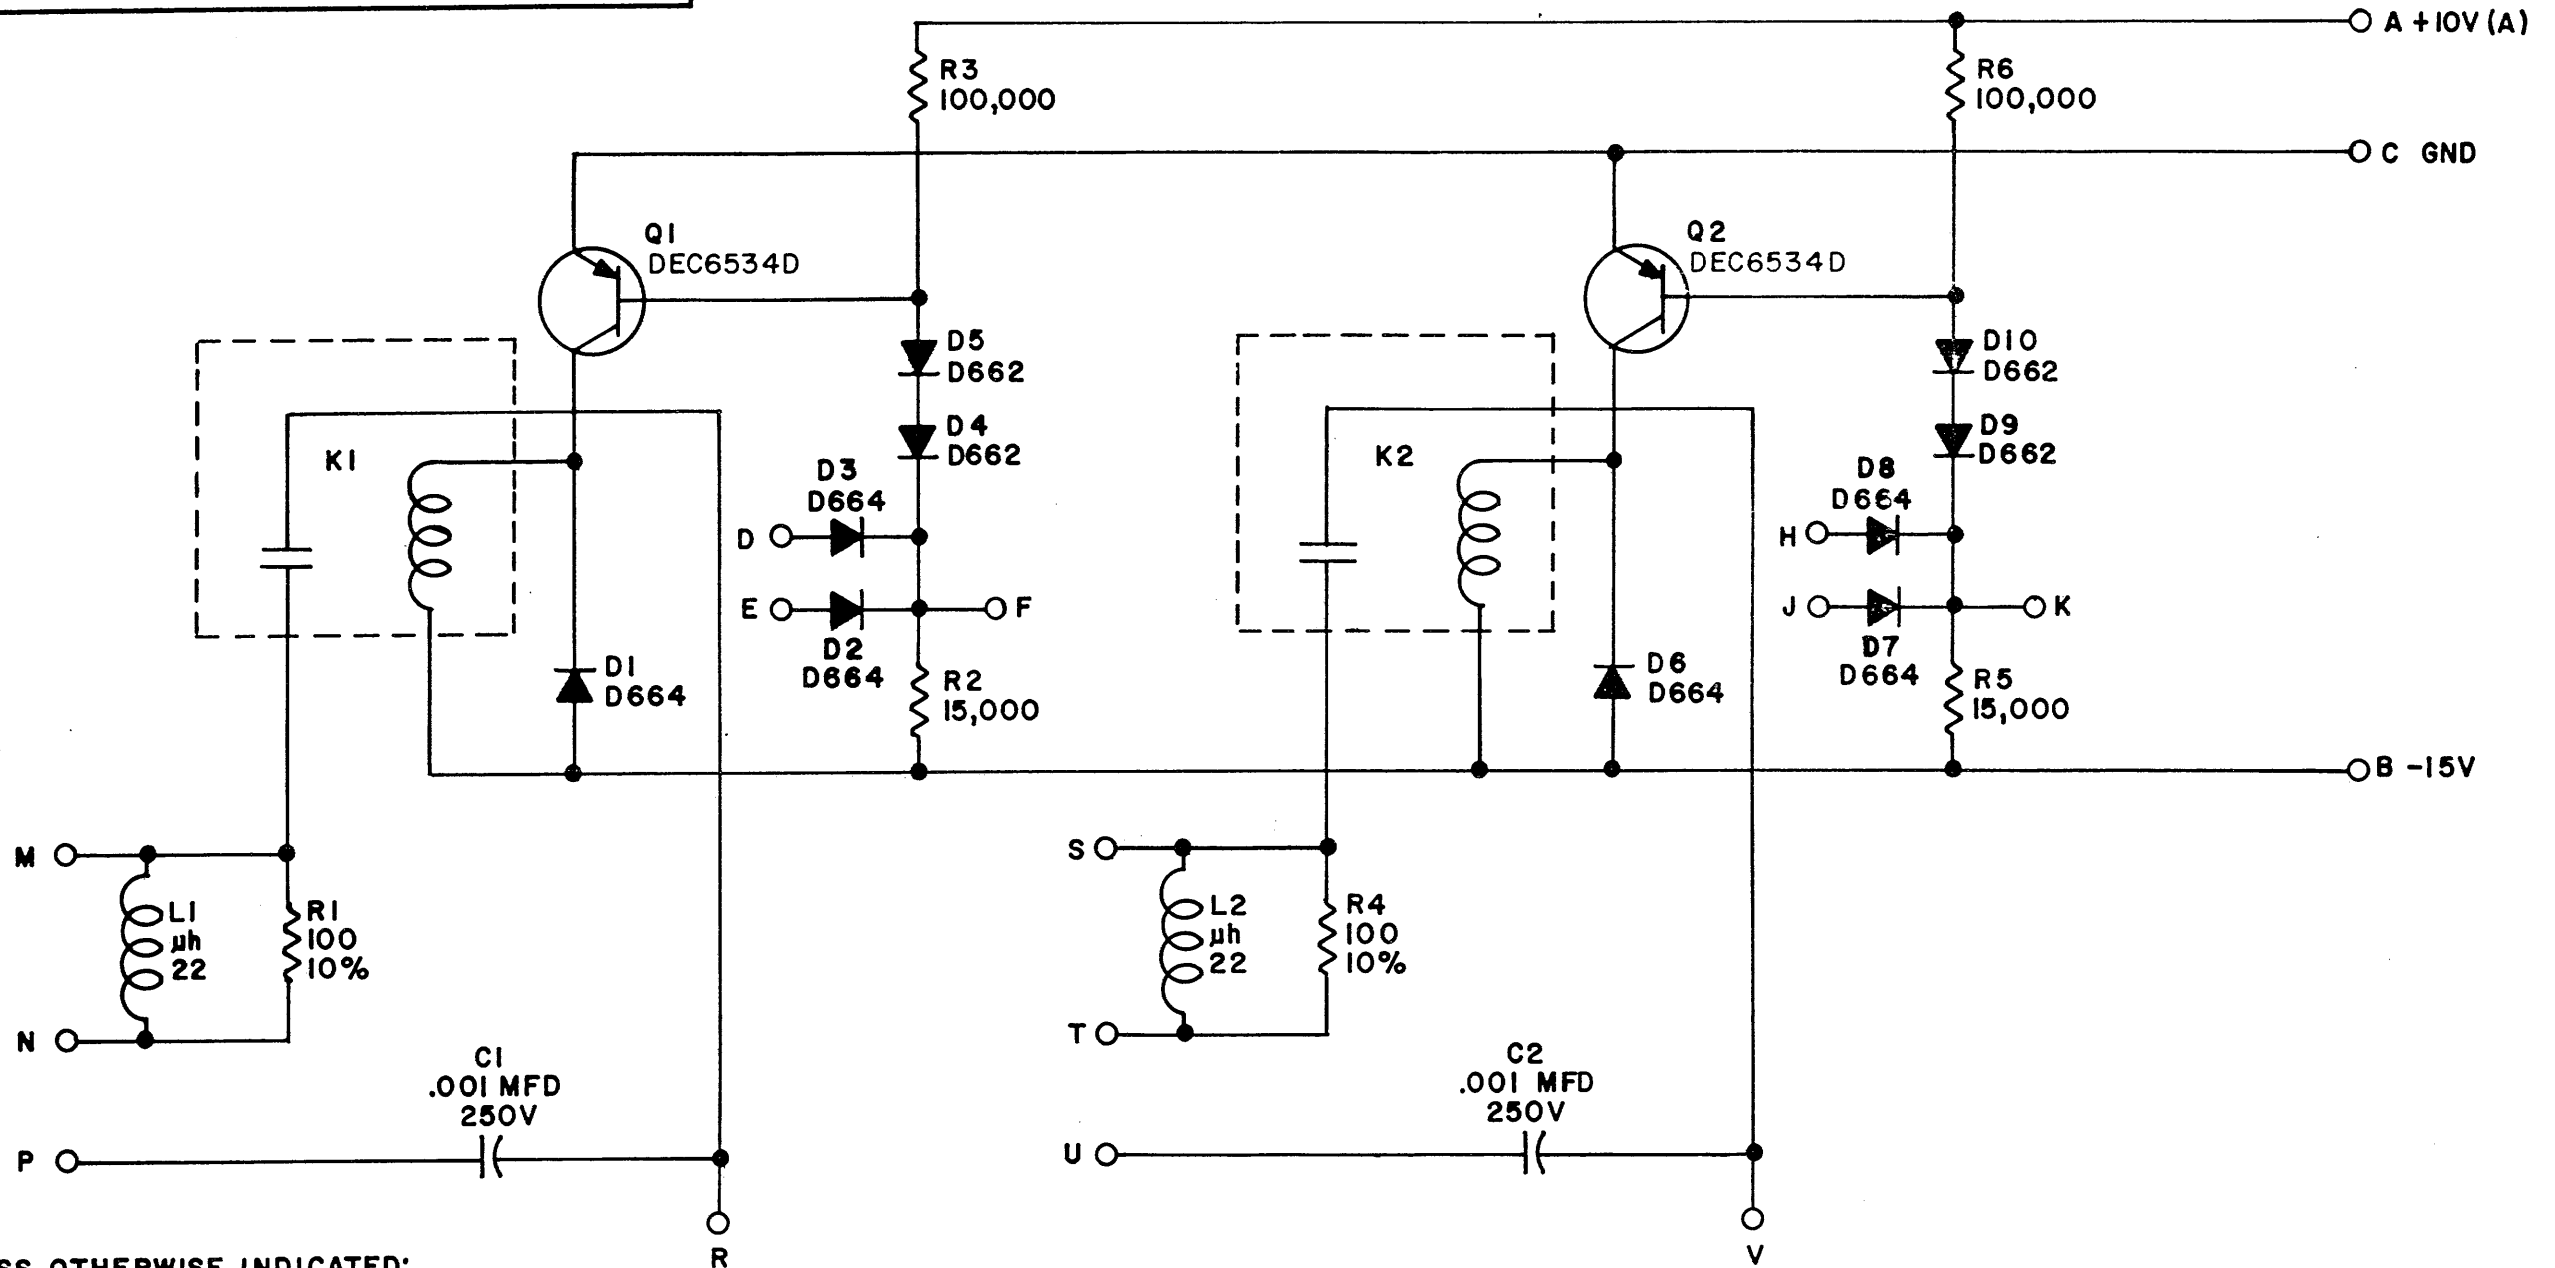 A +10V (A)
R3
100,000
R6
100,000
C GND
Q1
DEC6534D
Q2
DEC6534D
D5
D662
D10
D662
D4
D662
D9
D662
K1
K2
D3
D664
D8
D664
D
H
E
F
J
K
D2
D664
D7
D664
D1
D664
R2
15,000
D6
D664
R5
15,000
B -15V
M
S
L1
µh
22
R1
100
10%
L2
µh
22
R4
100
10%
N
T
C1
.001 MFD
250V
C2
.001 MFD
250V
P
U
R
V
OTHERWISE INDICATED: